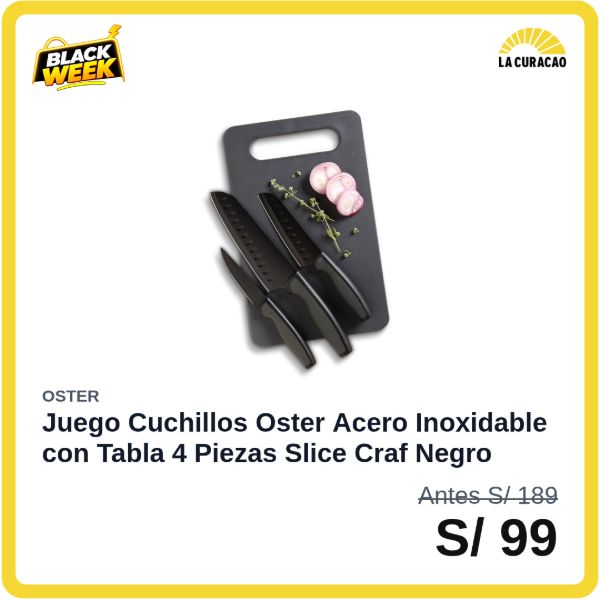 BLACK
WEEK
LA CURACAO
OSTER
Juego Cuchillos Oster Acero Inoxidable
con Tabla 4 Piezas Slice Craf Negro
Antes S/ 189
S/ 99